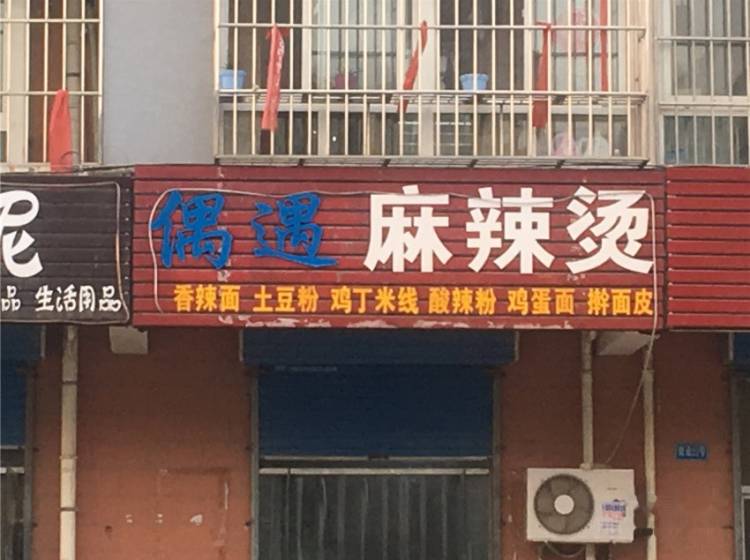 偶遇 麻辣烫
香辣面 土豆粉 鸡丁米线 酸辣粉 鸡蛋面 擀面皮
品 生活用品